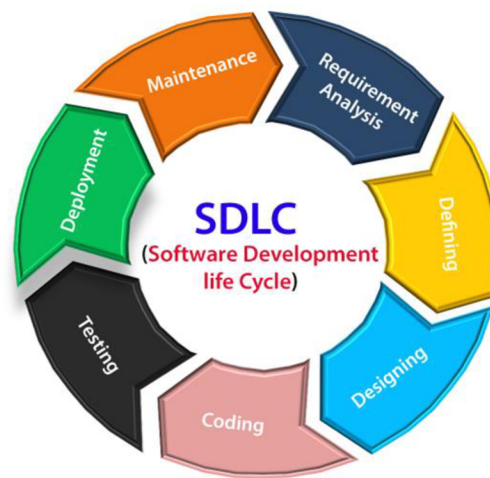 SDLC
(Software Development
life Cycle)
Requirement
Analysis
Defining
Designing
Coding
Testing
Deployment
Maintenance